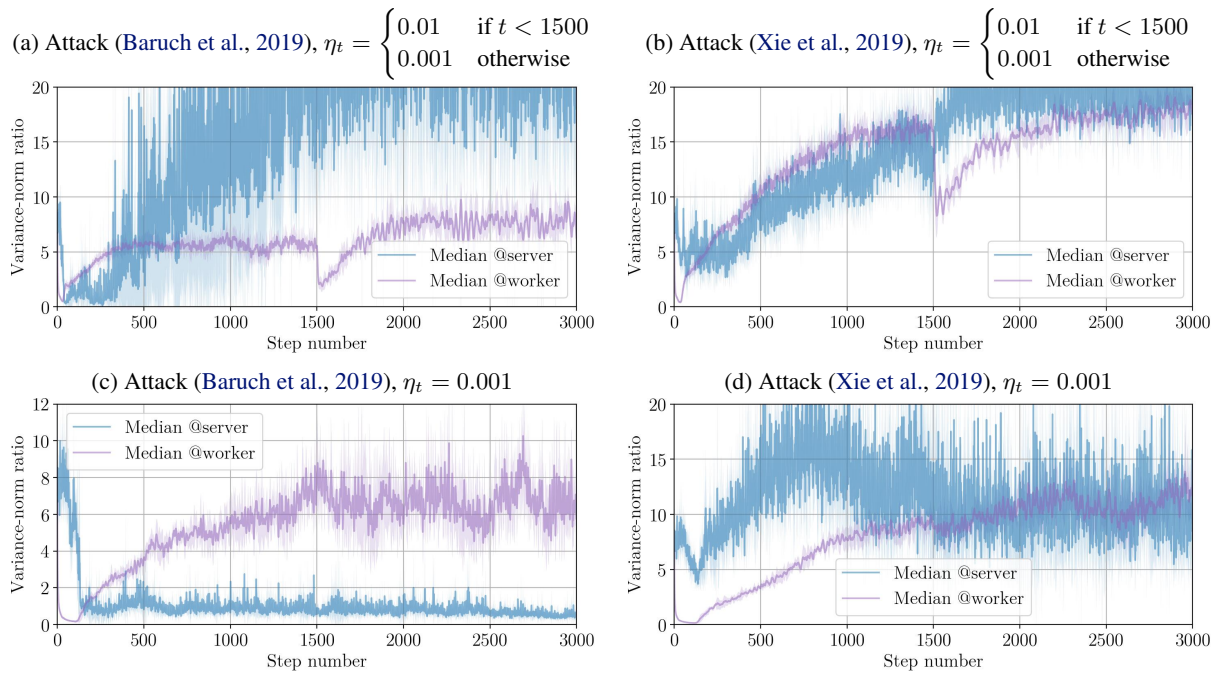 (a) Attack (Baruch et al., 2019), η_t = { 0.01 if t < 1500
0.001 otherwise
Variance-norm ratio
20
15
10
5
0
Median @server
Median @worker
0 500 1000 1500 2000 2500 3000
Step number
(b) Attack (Xie et al., 2019), η_t = { 0.01 if t < 1500
0.001 otherwise
Variance-norm ratio
20
15
10
5
0
Median @server
Median @worker
0 500 1000 1500 2000 2500 3000
Step number
(c) Attack (Baruch et al., 2019), η_t = 0.001
Variance-norm ratio
12
10
8
6
4
2
0
Median @server
Median @worker
0 500 1000 1500 2000 2500 3000
Step number
(d) Attack (Xie et al., 2019), η_t = 0.001
Variance-norm ratio
20
15
10
5
0
Median @server
Median @worker
0 500 1000 1500 2000 2500 3000
Step number